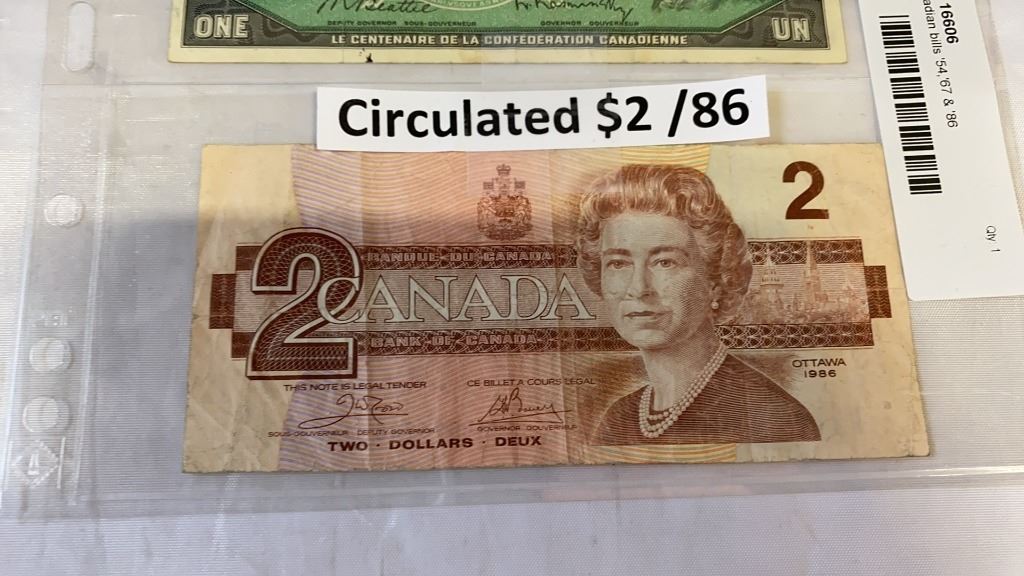 ONE
DEPUTY GOVERNOR SOUS-GOUVERNEUR
GOVERNOR GOUVERNEUR
UN
LE CENTENAIRE DE LA CONFEDERATION CANADIENNE
16606
adian bills '54,'67 & '86
Qty 1
Circulated $2 /86
2
2
BANQUE·DU·CANADA
CANADA
BANK·OF·CANADA
OTTAWA
1986
THIS NOTE IS LEGAL TENDER
CE BILLET A COURS LEGAL
SOUS-GOUVERNEUR DEPUTY GOVERNOR
GOVERNOR GOUVERNEUR
TWO · DOLLARS · DEUX